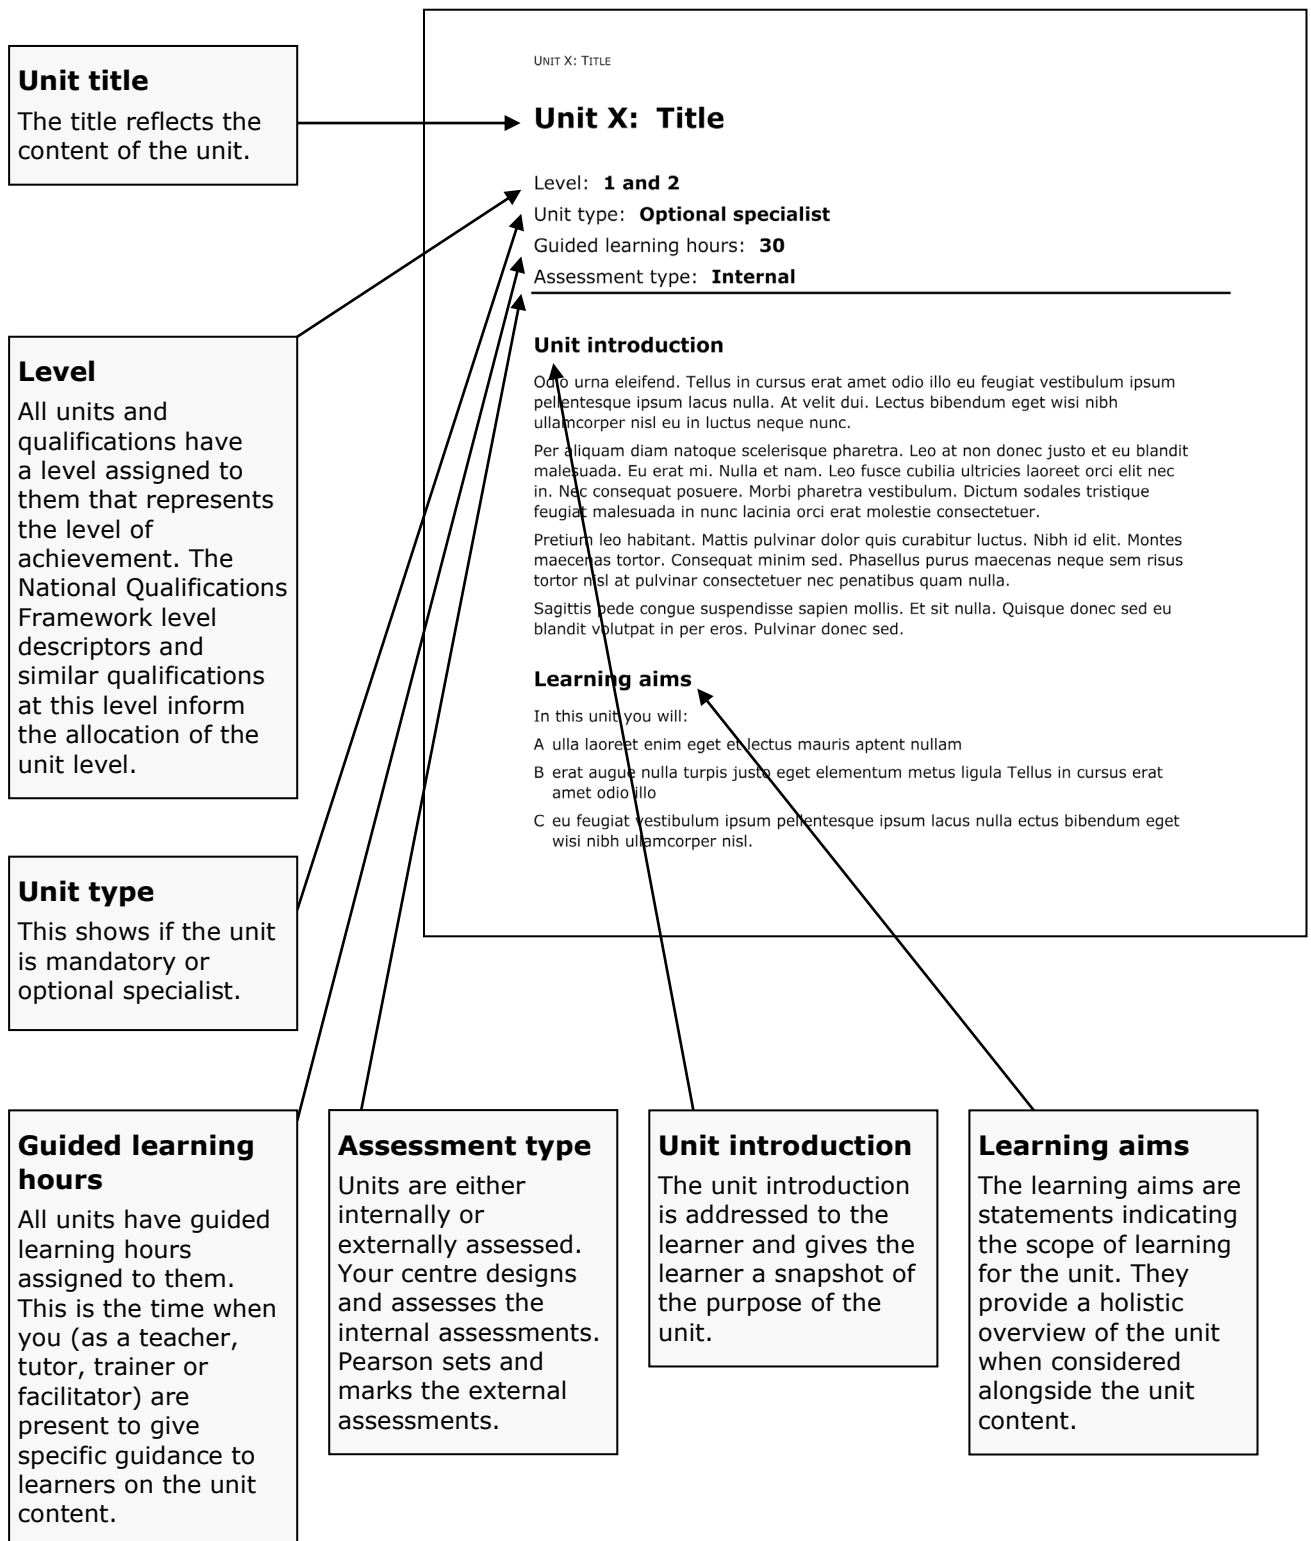 Unit title
The title reflects the
content of the unit.
UNIT X: TITLE
Unit X: Title
Level: 1 and 2
Unit type: Optional specialist
Guided learning hours: 30
Assessment type: Internal
Unit introduction
Odio urna eleifend. Tellus in cursus erat amet odio illo eu feugiat vestibulum ipsum
pellentesque ipsum lacus nulla. At velit dui. Lectus bibendum eget wisi nibh
ullamcorper nisl eu in luctus neque nunc.
Per aliquam diam natoque scelerisque pharetra. Leo at non donec justo et eu blandit
malesuada. Eu erat mi. Nulla et nam. Leo fusce cubilia ultricies laoreet orci elit nec
in. Nec consequat posuere. Morbi pharetra vestibulum. Dictum sodales tristique
feugiat malesuada in nunc lacinia orci erat molestie consectetuer.
Pretium leo habitant. Mattis pulvinar dolor quis curabitur luctus. Nibh id elit. Montes
maecenas tortor. Consequat minim sed. Phasellus purus maecenas neque sem risus
tortor nisl at pulvinar consectetuer nec penatibus quam nulla.
Sagittis pede congue suspendisse sapien mollis. Et sit nulla. Quisque donec sed eu
blandit volutpat in per eros. Pulvinar donec sed.
Learning aims
In this unit you will:
A ulla laoreet enim eget et lectus mauris aptent nullam
B erat augue nulla turpis justo eget elementum metus ligula Tellus in cursus erat
amet odio illo
C eu feugiat vestibulum ipsum pellentesque ipsum lacus nulla ectus bibendum eget
wisi nibh ullamcorper nisl.
Level
All units and
qualifications have
a level assigned to
them that represents
the level of
achievement. The
National Qualifications
Framework level
descriptors and
similar qualifications
at this level inform
the allocation of the
unit level.
Unit type
This shows if the unit
is mandatory or
optional specialist.
Guided learning
hours
All units have guided
learning hours
assigned to them.
This is the time when
you (as a teacher,
tutor, trainer or
facilitator) are
present to give
specific guidance to
learners on the unit
content.
Assessment type
Units are either
internally or
externally assessed.
Your centre designs
and assesses the
internal assessments.
Pearson sets and
marks the external
assessments.
Unit introduction
The unit introduction
is addressed to the
learner and gives the
learner a snapshot of
the purpose of the
unit.
Learning aims
The learning aims are
statements indicating
the scope of learning
for the unit. They
provide a holistic
overview of the unit
when considered
alongside the unit
content.